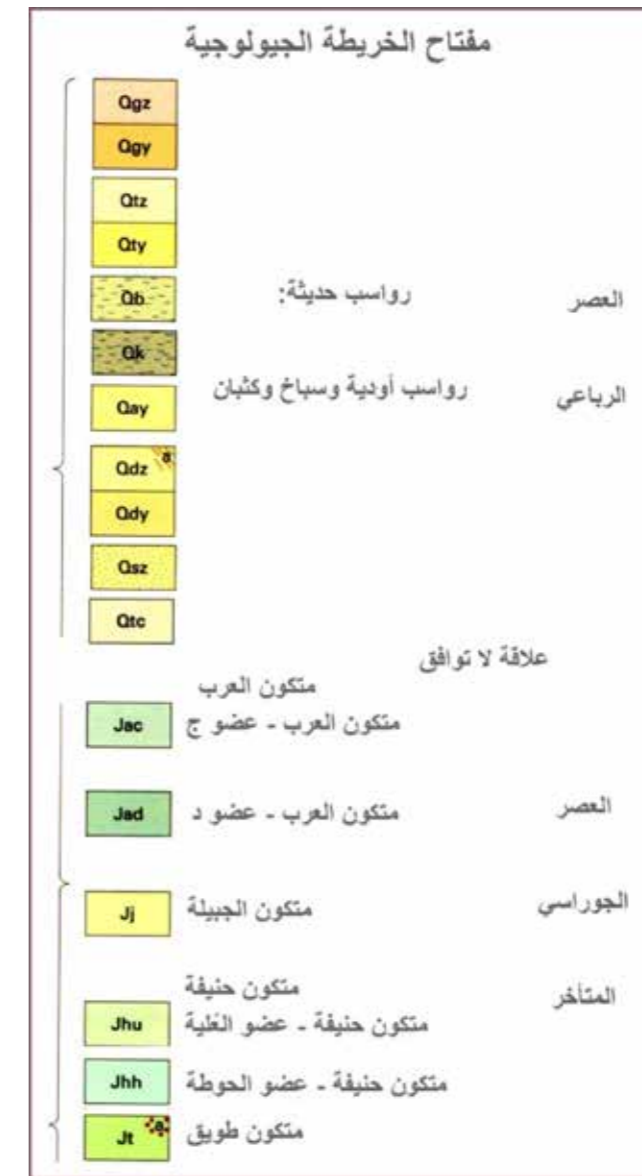 مفتاح الخريطة الجيولوجية
Qgz
Qgy
Qtz
Qty
العصر
رواسب حديثة:
Qb
Qk
الرباعي
رواسب أودية وسباخ وكثبان
Qay
Qdz a
Qdy
Qsz
Qtc
علاقة لا توافق
متكون العرب
متكون العرب - عضو ج
Jac
العصر
متكون العرب - عضو د
Jad
الجوراسي
متكون الجبيلة
Jj
المتأخر
متكون حنيفة
متكون حنيفة - عضو العُلية
Jhu
متكون حنيفة - عضو الحوطة
Jhh
متكون طويق
Jt a